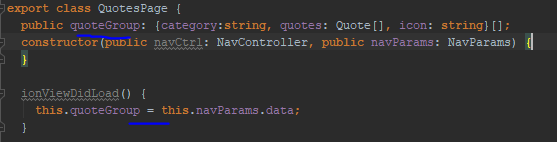 export class QuotesPage {
public quoteGroup: {category:string, quotes: Quote[], icon: string}[];
constructor(public navCtrl: NavController, public navParams: NavParams) {
}
ionViewDidLoad() {
this.quoteGroup = this.navParams.data;
}